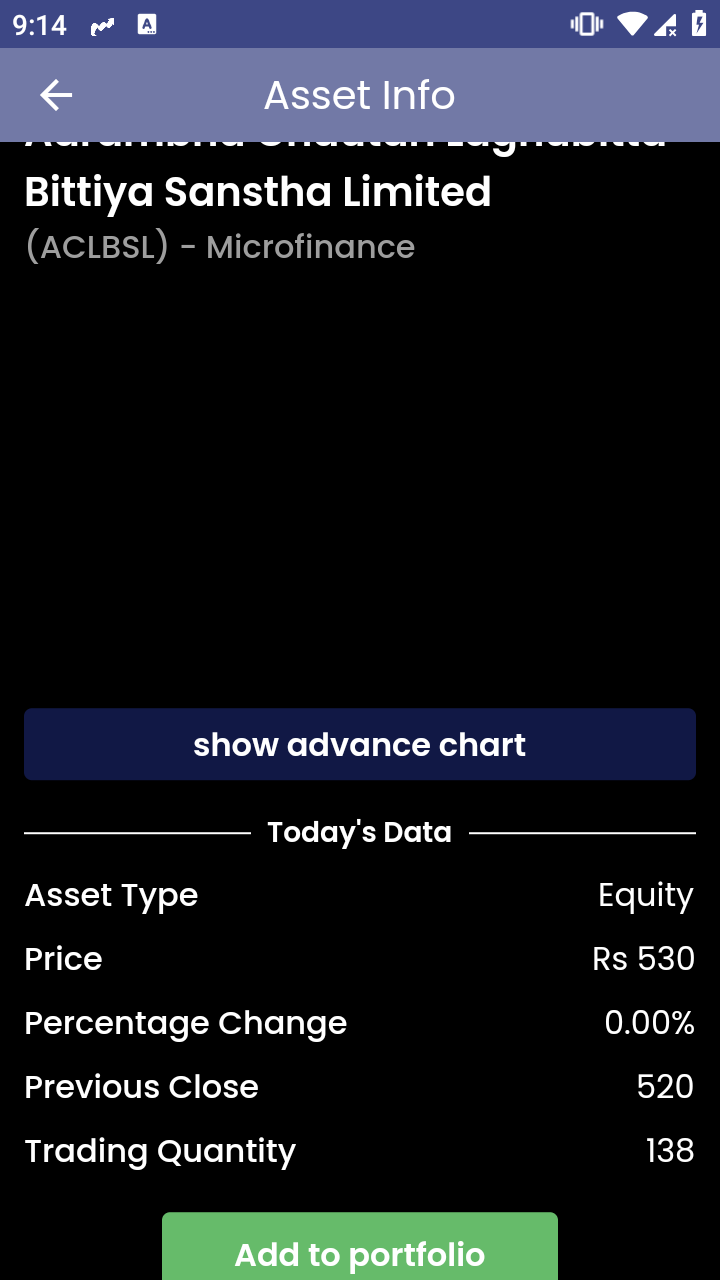 9:14
Asset Info
Bittiya Sanstha Limited
(ACLBSL) - Microfinance
show advance chart
Today's Data
Asset Type Equity
Price Rs 530
Percentage Change 0.00%
Previous Close 520
Trading Quantity 138
Add to portfolio